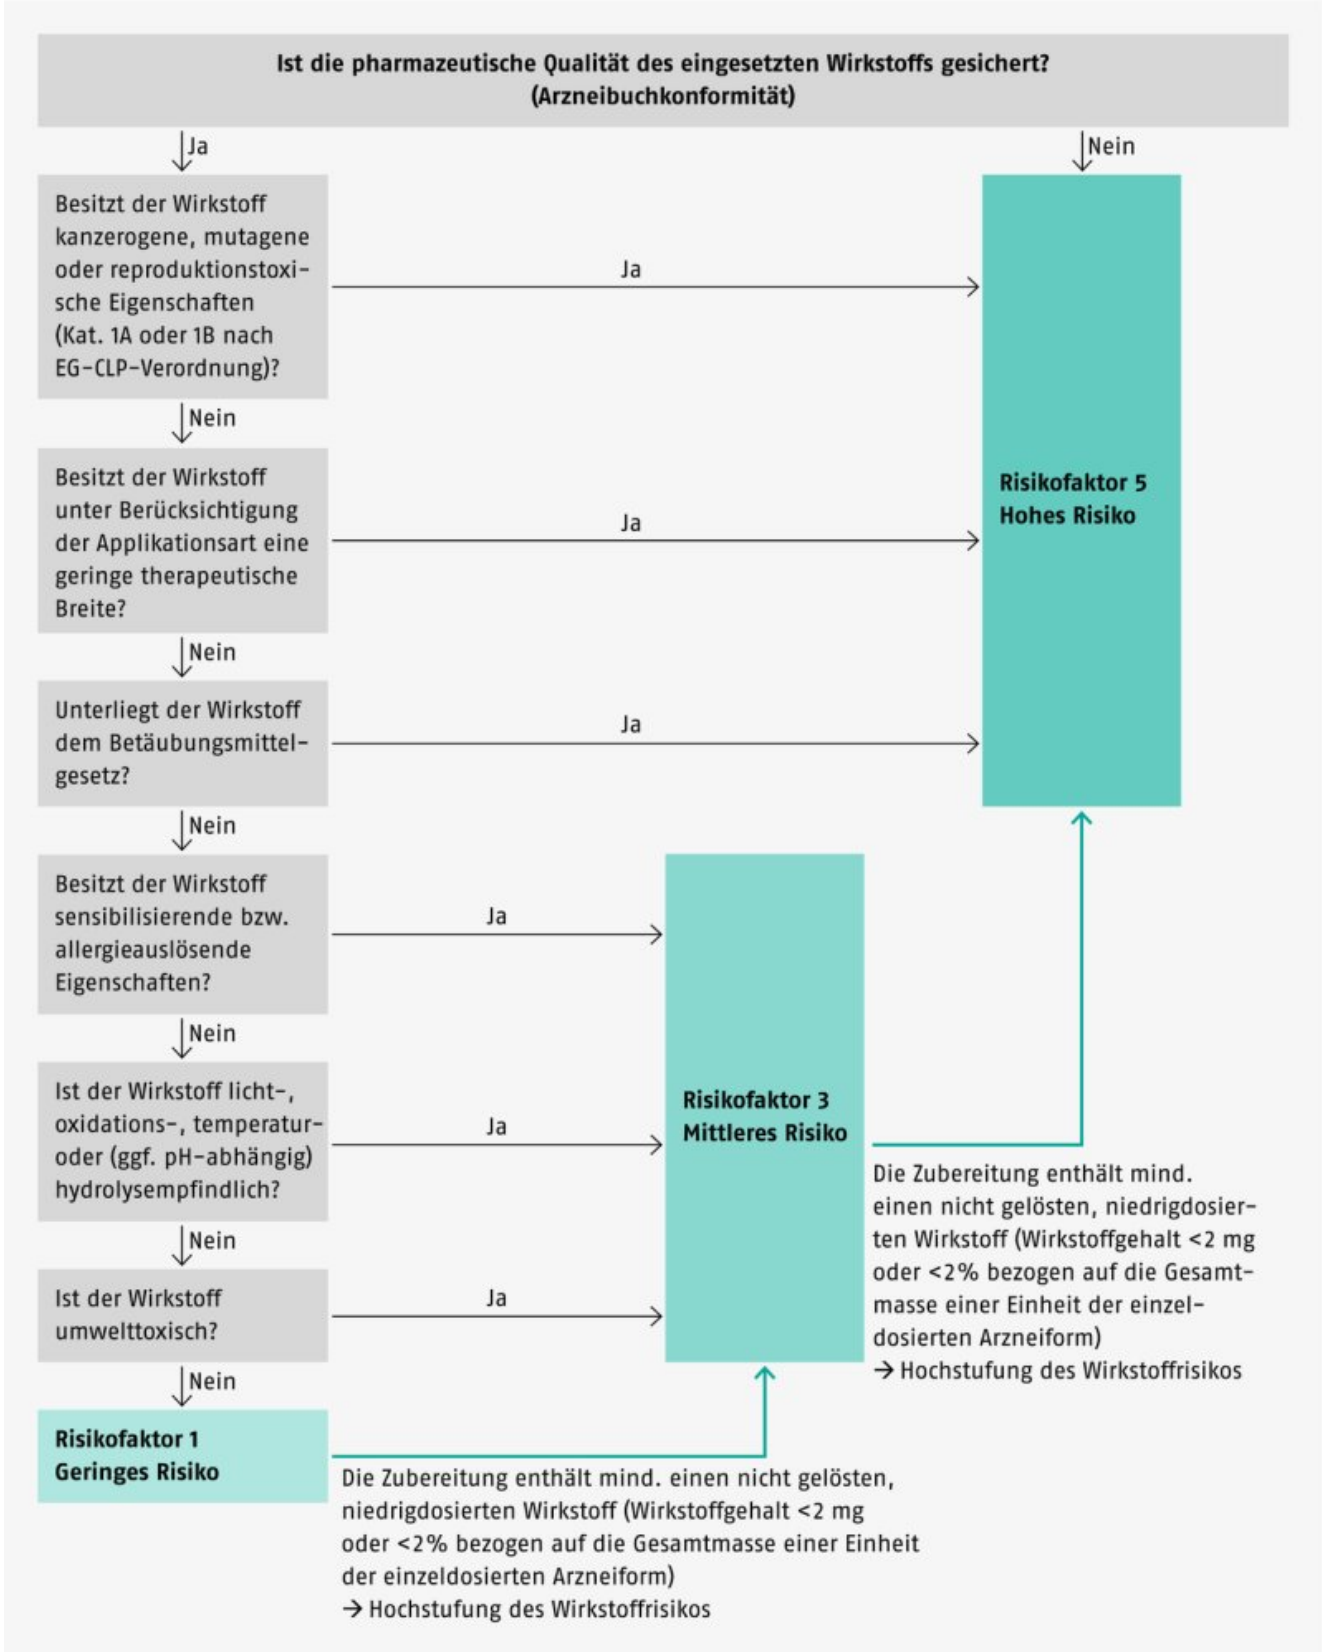 Ist die pharmazeutische Qualität des eingesetzten Wirkstoffs gesichert?
(Arzneibuchkonformität)
Ja
Nein
Besitzt der Wirkstoff
kanzerogene, mutagene
oder reproduktionstoxi-
sche Eigenschaften
(Kat. 1A oder 1B nach
EG-CLP-Verordnung)?
Ja
Nein
Besitzt der Wirkstoff
unter Berücksichtigung
der Applikationsart eine
geringe therapeutische
Breite?
Ja
Risikofaktor 5
Hohes Risiko
Nein
Unterliegt der Wirkstoff
dem Betäubungsmittel-
gesetz?
Ja
Nein
Besitzt der Wirkstoff
sensibilisierende bzw.
allergieauslösende
Eigenschaften?
Ja
Nein
Ist der Wirkstoff licht-,
oxidations-, temperatur-
oder (ggf. pH-abhängig)
hydrolysempfindlich?
Ja
Risikofaktor 3
Mittleres Risiko
Die Zubereitung enthält mind.
einen nicht gelösten, niedrigdosier-
ten Wirkstoff (Wirkstoffgehalt <2 mg
oder <2% bezogen auf die Gesamt-
masse einer Einheit der einzel-
dosierten Arzneiform)
→ Hochstufung des Wirkstoffrisikos
Nein
Ist der Wirkstoff
umwelttoxisch?
Ja
Nein
Risikofaktor 1
Geringes Risiko
Die Zubereitung enthält mind. einen nicht gelösten,
niedrigdosierten Wirkstoff (Wirkstoffgehalt <2 mg
oder <2% bezogen auf die Gesamtmasse einer Einheit
der einzeldosierten Arzneiform)
→ Hochstufung des Wirkstoffrisikos